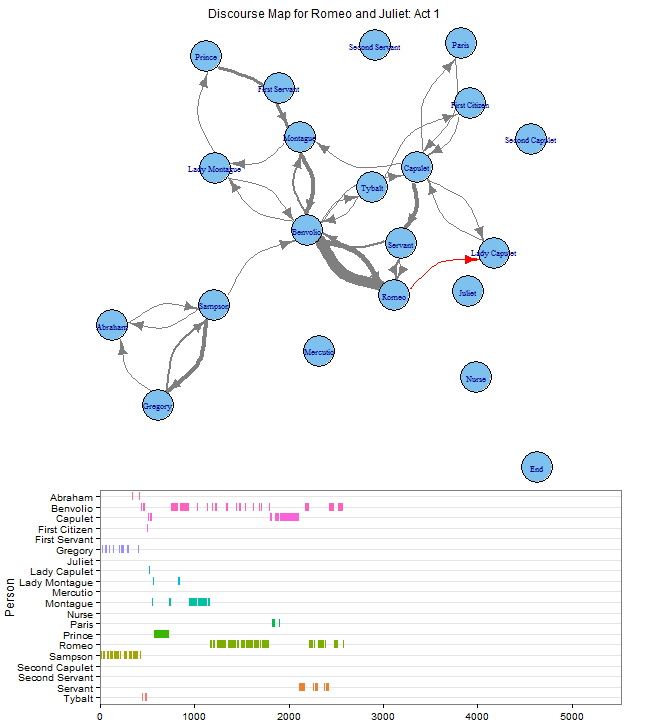 Discourse Map for Romeo and Juliet: Act 1
Prince
Second Servant
Paris
First Servant
First Citizen
Montague
Second Capulet
Lady Montague
Capulet
Tybalt
Benvolio
Servant
Lady Capulet
Romeo
Juliet
Sampson
Abraham
Mercutio
Nurse
Gregory
End
Person
Abraham
Benvolio
Capulet
First Citizen
First Servant
Gregory
Juliet
Lady Capulet
Lady Montague
Mercutio
Montague
Nurse
Paris
Prince
Romeo
Sampson
Second Capulet
Second Servant
Servant
Tybalt
0 1000 2000 3000 4000 5000